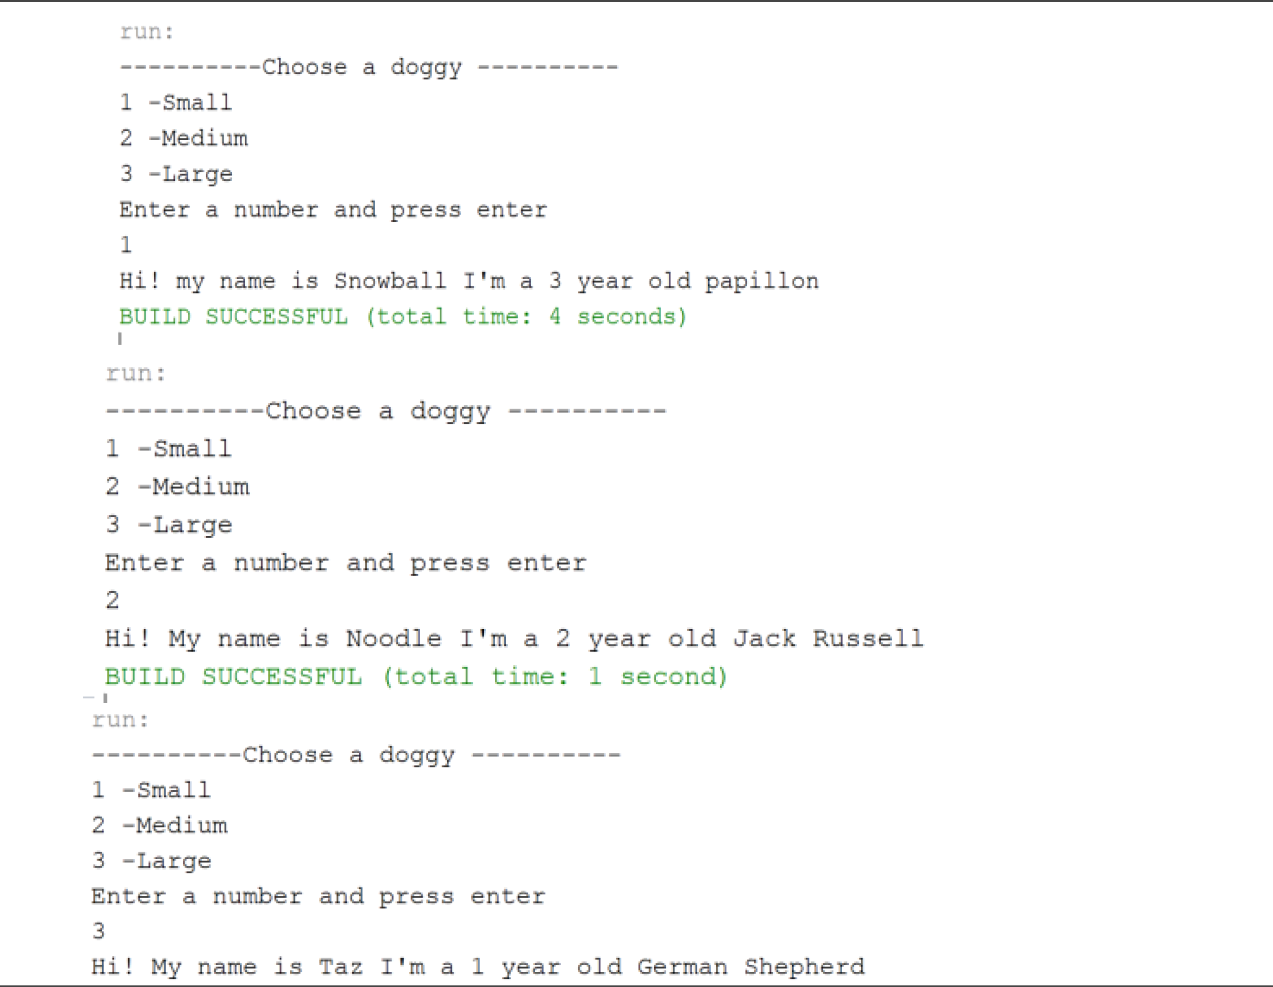 run:
----------Choose a doggy ----------
1 -Small
2 -Medium
3 -Large
Enter a number and press enter
1
Hi! my name is Snowball I'm a 3 year old papillon
BUILD SUCCESSFUL (total time: 4 seconds)
run:
----------Choose a doggy ----------
1 -Small
2 -Medium
3 -Large
Enter a number and press enter
2
Hi! My name is Noodle I'm a 2 year old Jack Russell
BUILD SUCCESSFUL (total time: 1 second)
run:
----------Choose a doggy ----------
1 -Small
2 -Medium
3 -Large
Enter a number and press enter
3
Hi! My name is Taz I'm a 1 year old German Shepherd